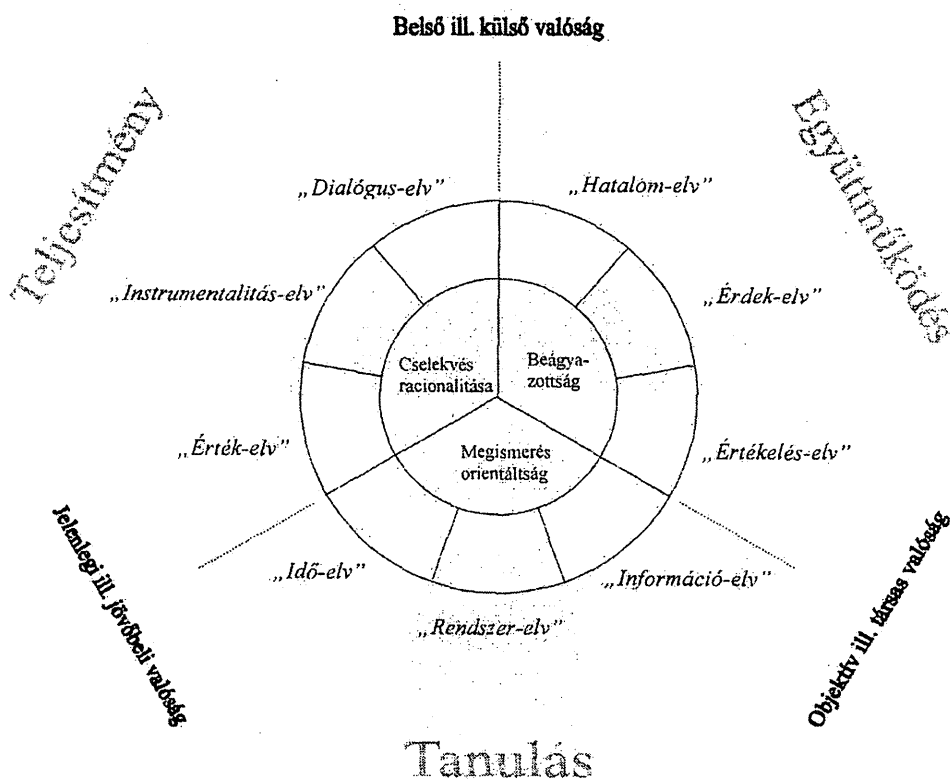 Belső ill. külső valóság
Teljesítmény
Együttműködés
„Dialógus-elv”
„Hatalom-elv”
„Instrumentalitás-elv”
„Érdek-elv”
Cselekvés
racionalitása
Beágya-
zottság
„Érték-elv”
Megismerés
orientáltság
„Értékelés-elv”
Jelenlegi ill. jövőbeli valóság
Objektív ill. társas valóság
„Idő-elv”
„Információ-elv”
„Rendszer-elv”
Tanulás